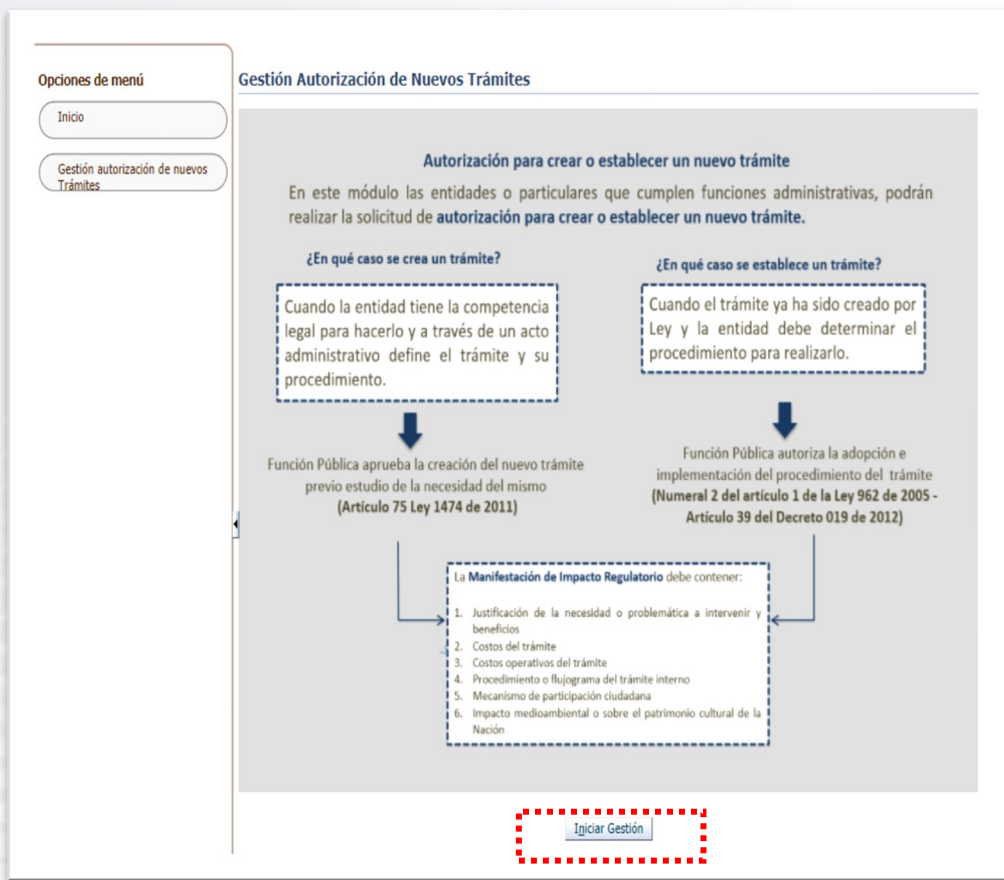 Opciones de menú
Inicio
Gestión autorización de nuevos
Trámites
Gestión Autorización de Nuevos Trámites
Autorización para crear o establecer un nuevo trámite
En este módulo las entidades o particulares que cumplen funciones administrativas, podrán
realizar la solicitud de autorización para crear o establecer un nuevo trámite.
¿En qué caso se crea un trámite?
Cuando la entidad tiene la competencia
legal para hacerlo y a través de un acto
administrativo define el trámite y su
procedimiento.
Función Pública aprueba la creación del nuevo trámite
previo estudio de la necesidad del mismo
(Artículo 75 Ley 1474 de 2011)
¿En qué caso se establece un trámite?
Cuando el trámite ya ha sido creado por
Ley y la entidad debe determinar el
procedimiento para realizarlo.
Función Pública autoriza la adopción e
implementación del procedimiento del trámite
(Numeral 2 del artículo 1 de la Ley 962 de 2005 -
Artículo 39 del Decreto 019 de 2012)
La Manifestación de Impacto Regulatorio debe contener:
1. Justificación de la necesidad o problemática a intervenir y
beneficios
2. Costos del trámite
3. Costos operativos del trámite
4. Procedimiento o flujograma del trámite interno
5. Mecanismo de participación ciudadana
6. Impacto medioambiental o sobre el patrimonio cultural de la
Nación
Iniciar Gestión